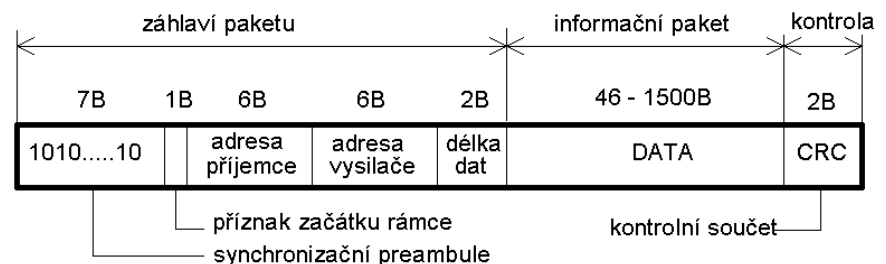 záhlaví paketu informační paket kontrola
7B 1B 6B 6B 2B 46 - 1500B 2B
1010.....10 adresa příjemce adresa vysilače délka dat DATA CRC
příznak začátku rámce kontrolní součet
synchronizační preambule